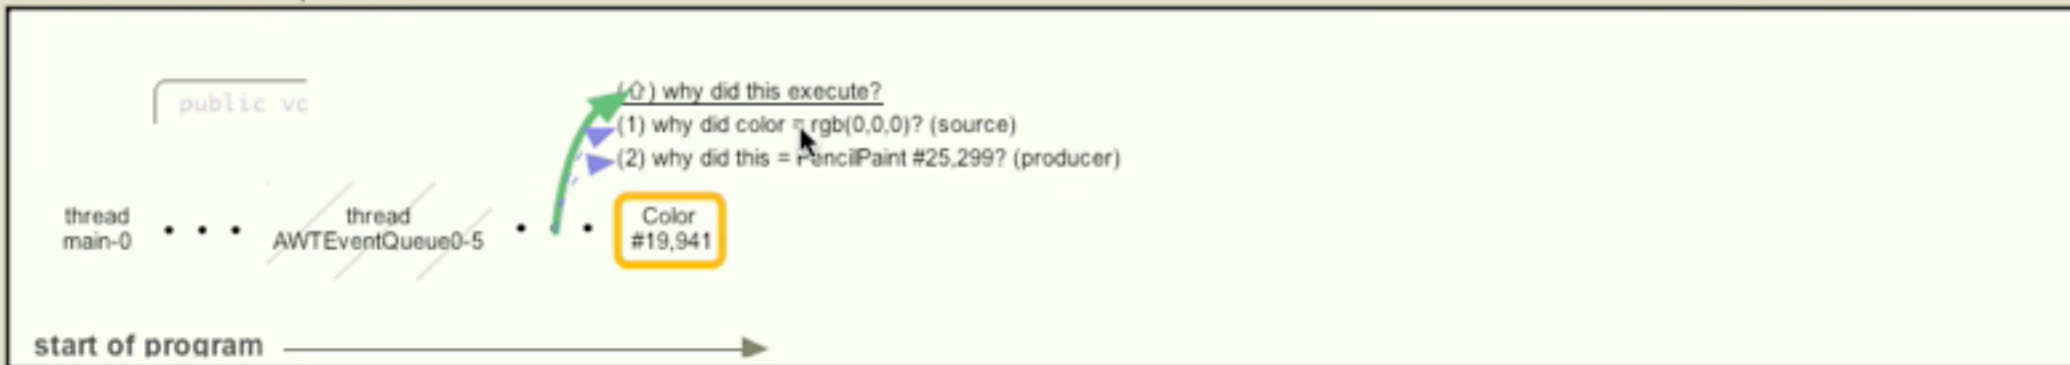 public vc
(⇧) why did this execute?
(1) why did color = rgb(0,0,0)? (source)
(2) why did this = PencilPaint #25,299? (producer)
thread
main-0
thread
AWTEventQueue0-5
Color
#19,941
start of program